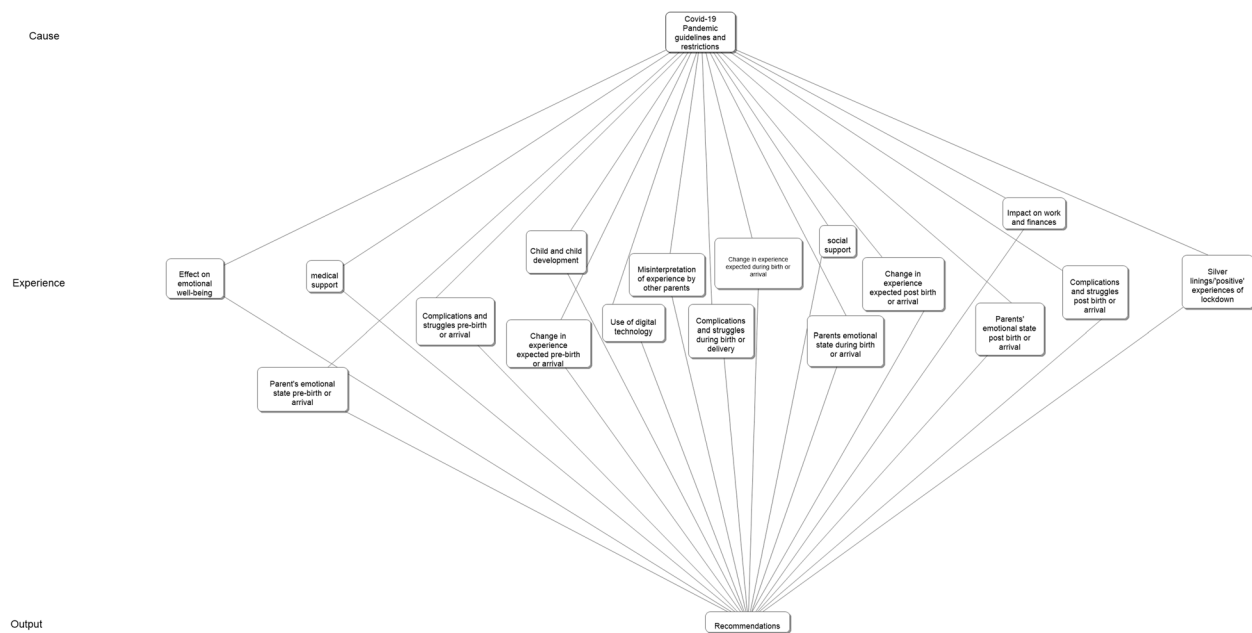 Cause
Covid-19
Pandemic
guidelines and
restrictions
Experience
Effect on
emotional
well-being
medical
support
Parent's emotional
state pre-birth or
arrival
Complications and
struggles pre-birth
or arrival
Child and child
development
Change in
experience
expected pre-birth
or arrival
Use of digital
technology
Misinterpretation
of experience by
other parents
Complications
and struggles
during birth or
delivery
Change in experience
expected during birth or
arrival
social
support
Parents emotional
state during birth
or arrival
Change in
experience
expected post birth
or arrival
Impact on work
and finances
Parents'
emotional state
post birth or
arrival
Complications
and struggles
post birth or
arrival
Silver
linings/'positive'
experiences of
lockdown
Output
Recommendations